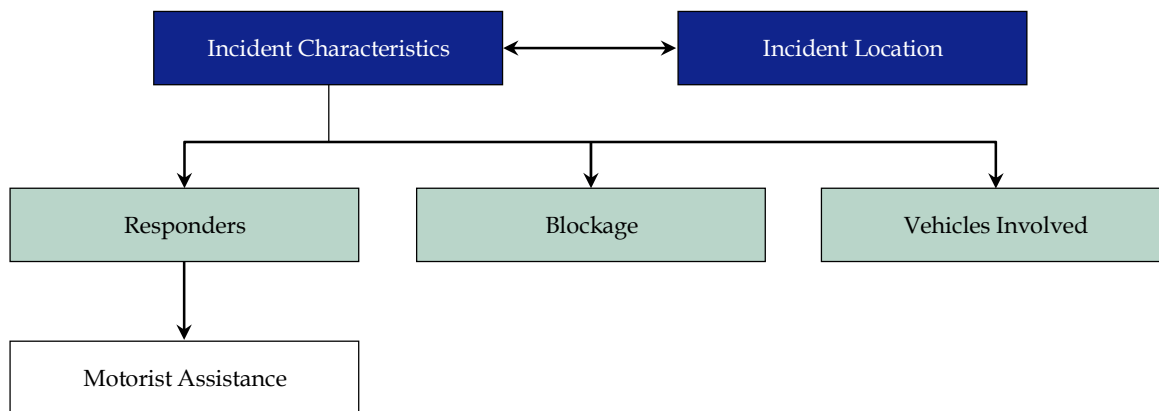 Incident Characteristics
Incident Location
Responders
Blockage
Vehicles Involved
Motorist Assistance